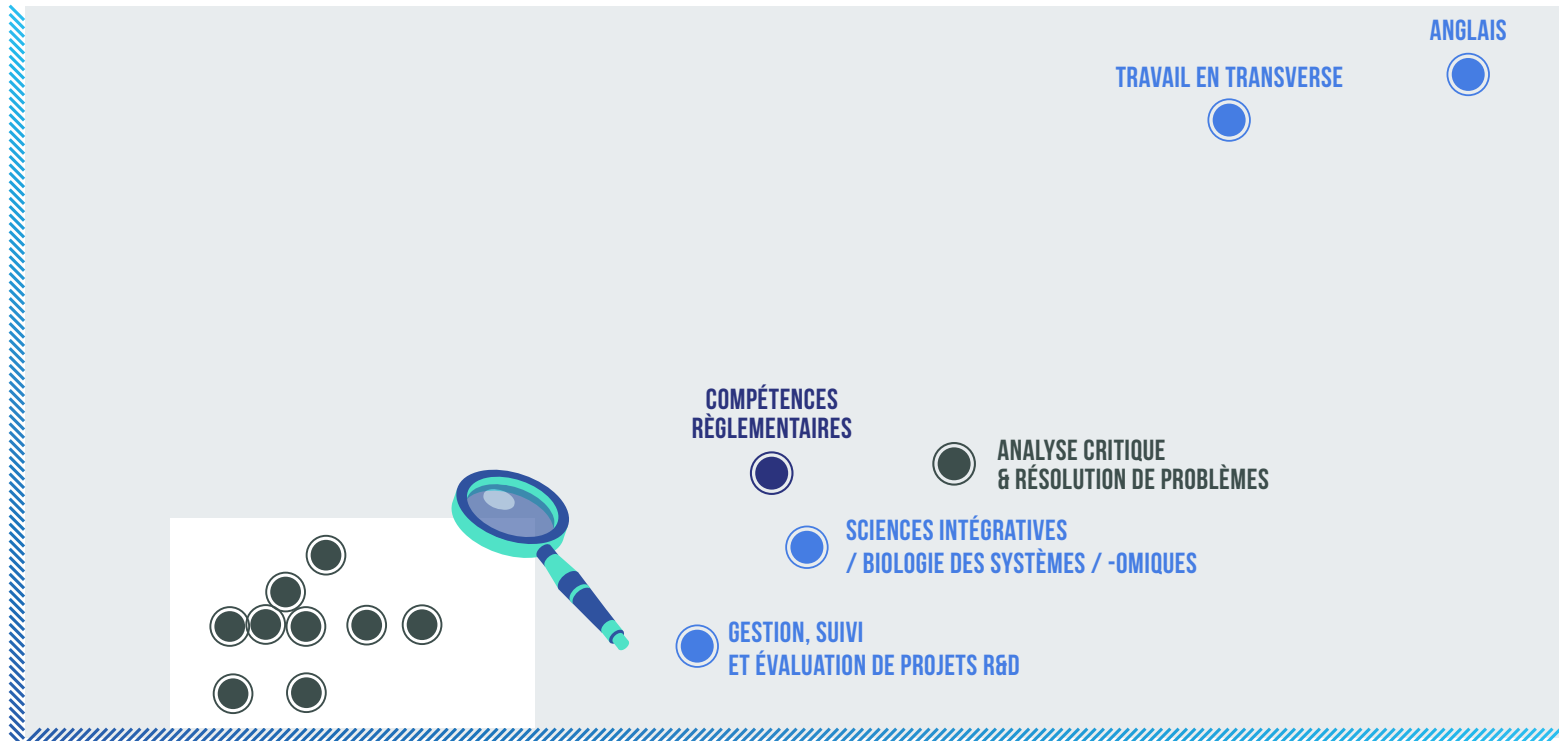 ANGLAIS
TRAVAIL EN TRANSVERSE
COMPÉTENCES
RÈGLEMENTAIRES
ANALYSE CRITIQUE
& RÉSOLUTION DE PROBLÈMES
SCIENCES INTÉGRATIVES
/ BIOLOGIE DES SYSTÈMES / -OMIQUES
GESTION, SUIVI
ET ÉVALUATION DE PROJETS R&D